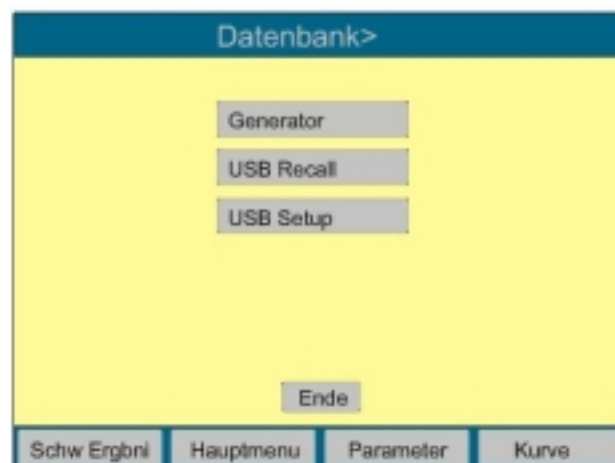 Datenbank>
Generator
USB Recall
USB Setup
Ende
Schw Ergbni Hauptmenu Parameter Kurve